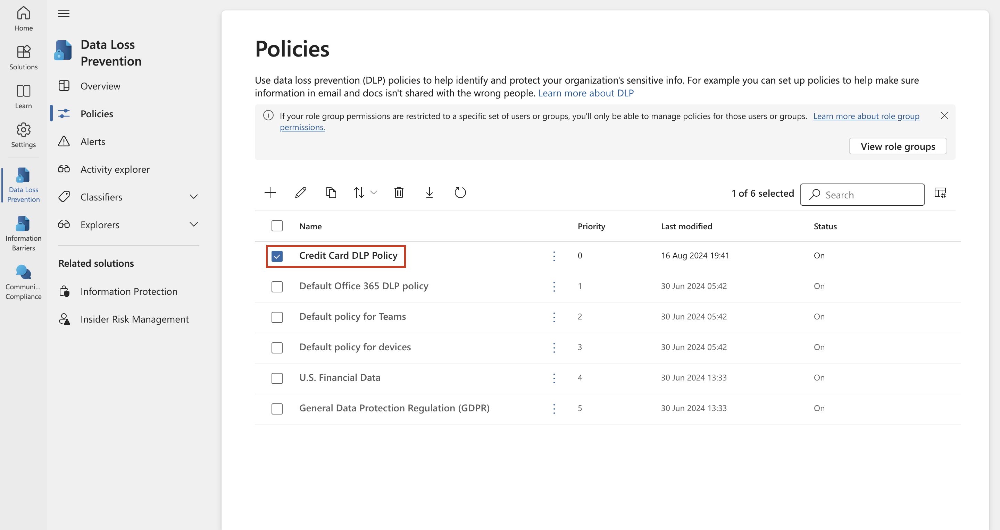 Home
Solutions
Learn
Settings
Data Loss
Prevention
Information
Barriers
Communi...
Compliance
Data Loss
Prevention
Overview
Policies
Alerts
Activity explorer
Classifiers
Explorers
Related solutions
Information Protection
Insider Risk Management
Policies
Use data loss prevention (DLP) policies to help identify and protect your organization's sensitive info. For example you can set up policies to help make sure
information in email and docs isn't shared with the wrong people. Learn more about DLP
If your role group permissions are restricted to a specific set of users or groups, you'll only be able to manage policies for those users or groups. Learn more about role group
permissions.
View role groups
1 of 6 selected Search
Name Priority Last modified Status
Credit Card DLP Policy 0 16 Aug 2024 19:41 On
Default Office 365 DLP policy 1 30 Jun 2024 05:42 On
Default policy for Teams 2 30 Jun 2024 05:42 On
Default policy for devices 3 30 Jun 2024 05:42 On
U.S. Financial Data 4 30 Jun 2024 13:33 On
General Data Protection Regulation (GDPR) 5 30 Jun 2024 13:33 On